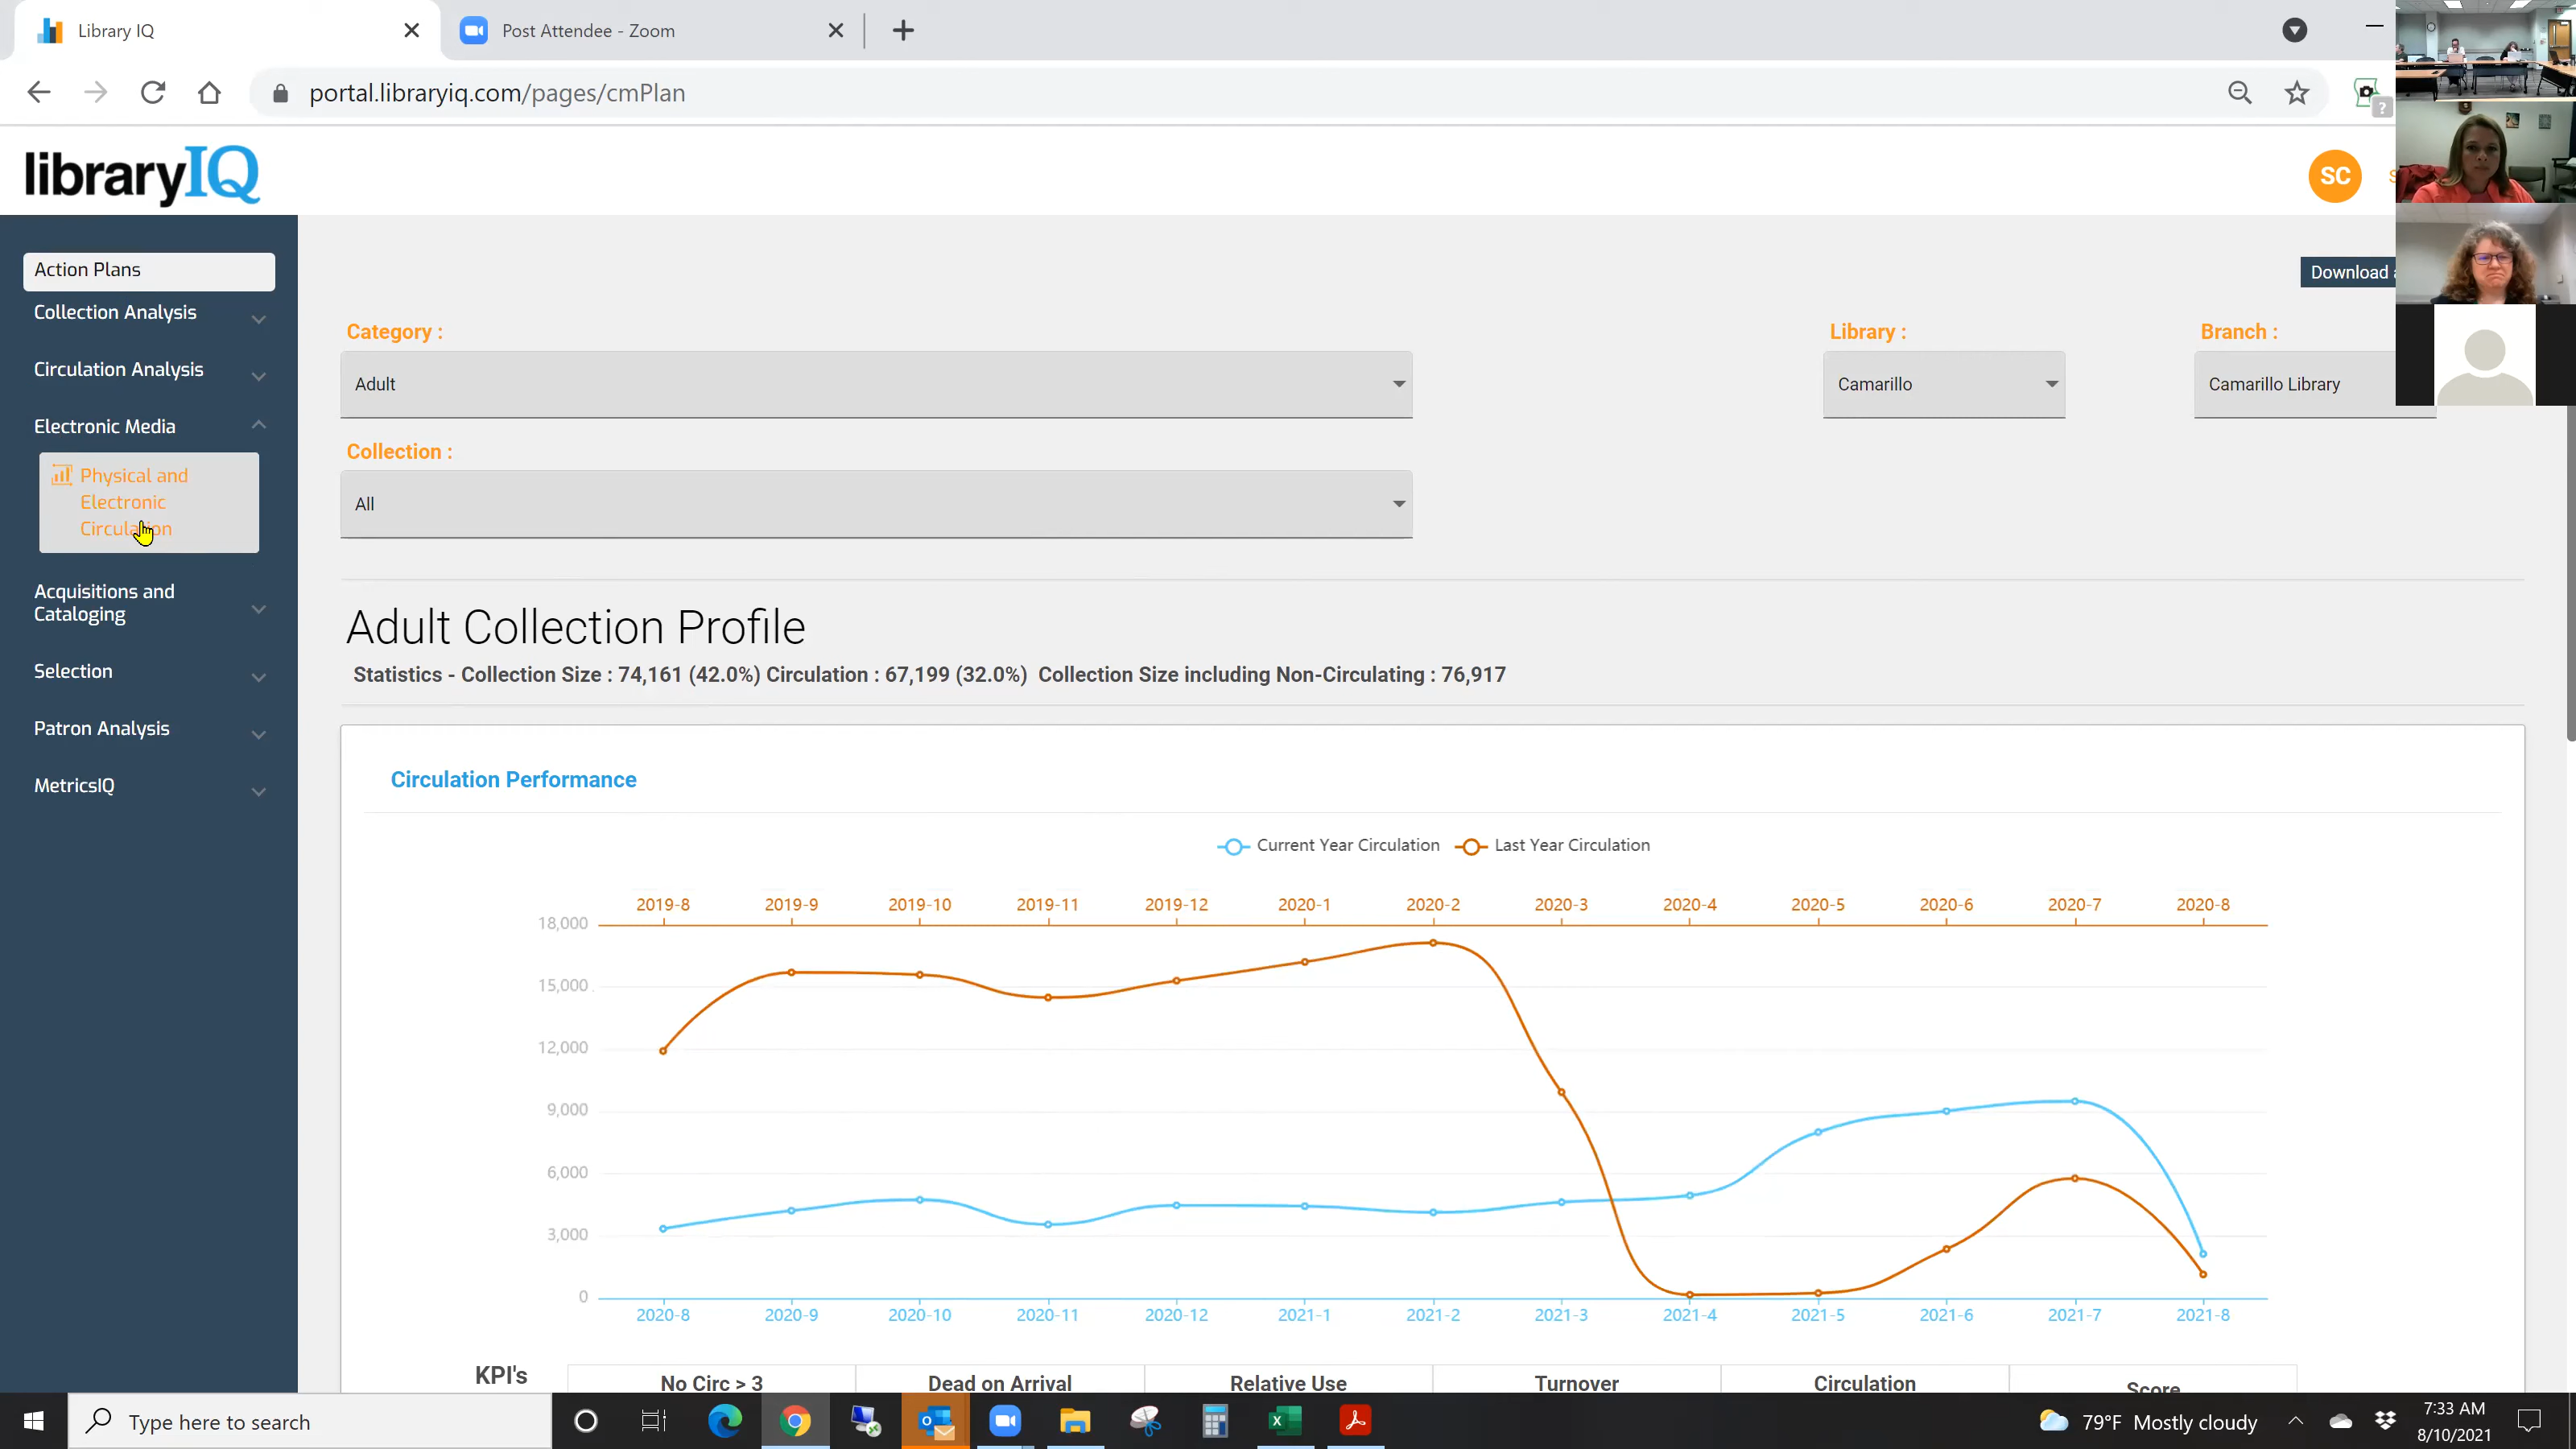 Library IQ
Post Attendee - Zoom
portal.libraryiq.com/pages/cmPlan
libraryIQ
SC
Action Plans
Collection Analysis
Circulation Analysis
Electronic Media
Physical and
Electronic
Circulation
Acquisitions and
Cataloging
Selection
Patron Analysis
MetricsIQ
Download
Category :
Library :
Branch :
Adult
Camarillo
Camarillo Library
Collection :
All
Adult Collection Profile
Statistics - Collection Size : 74,161 (42.0%) Circulation : 67,199 (32.0%) Collection Size including Non-Circulating : 76,917
Circulation Performance
Current Year Circulation Last Year Circulation
2019-8 2019-9 2019-10 2019-11 2019-12 2020-1 2020-2 2020-3 2020-4 2020-5 2020-6 2020-7 2020-8
18,000
15,000
12,000
9,000
6,000
3,000
0
2020-8 2020-9 2020-10 2020-11 2020-12 2021-1 2021-2 2021-3 2021-4 2021-5 2021-6 2021-7 2021-8
KPI's No Circ > 3 Dead on Arrival Relative Use Turnover Circulation Score
Type here to search
79°F Mostly cloudy
7:33 AM
8/10/2021